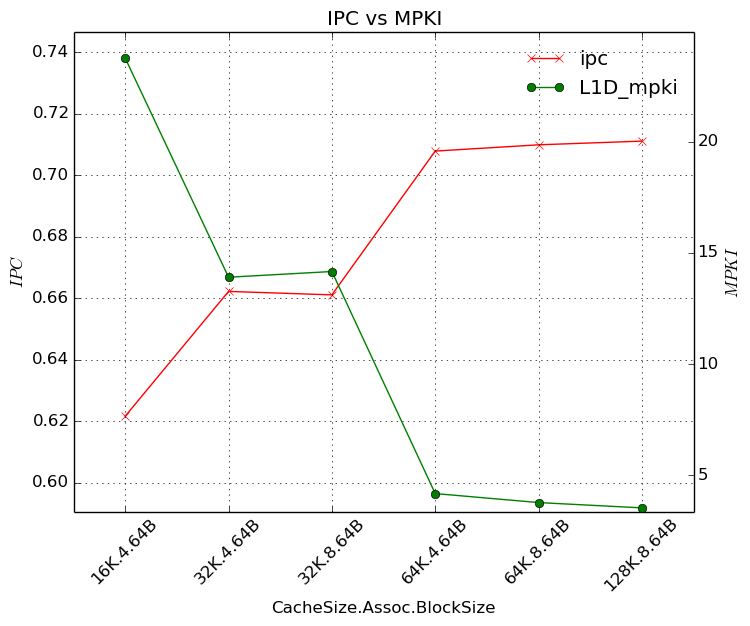 IPC vs MPKI
ipc
L1D_mpki
0.74
0.72
0.70
0.68
0.66
0.64
0.62
0.60
IPC
20
15
10
5
MPKI
16K.4.64B
32K.4.64B
32K.8.64B
64K.4.64B
64K.8.64B
128K.8.64B
CacheSize.Assoc.BlockSize